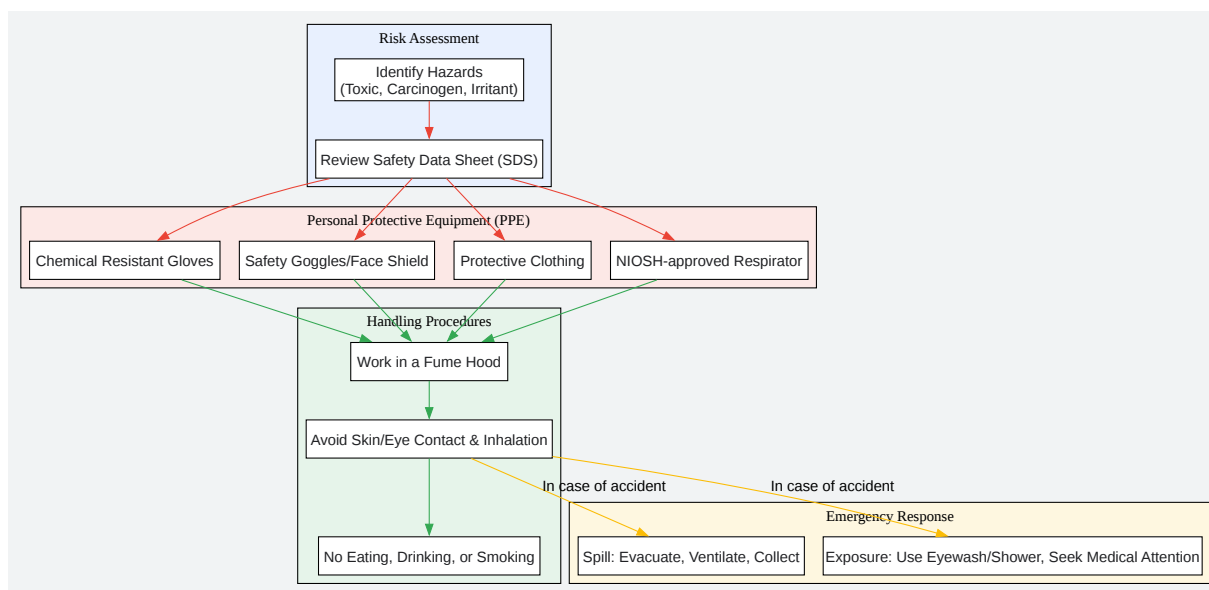 Risk Assessment
Identify Hazards
(Toxic, Carcinogen, Irritant)
Review Safety Data Sheet (SDS)
Personal Protective Equipment (PPE)
Chemical Resistant Gloves
Safety Goggles/Face Shield
Protective Clothing
NIOSH-approved Respirator
Handling Procedures
Work in a Fume Hood
Avoid Skin/Eye Contact & Inhalation
In case of accident
In case of accident
Emergency Response
No Eating, Drinking, or Smoking
Spill: Evacuate, Ventilate, Collect
Exposure: Use Eyewash/Shower, Seek Medical Attention